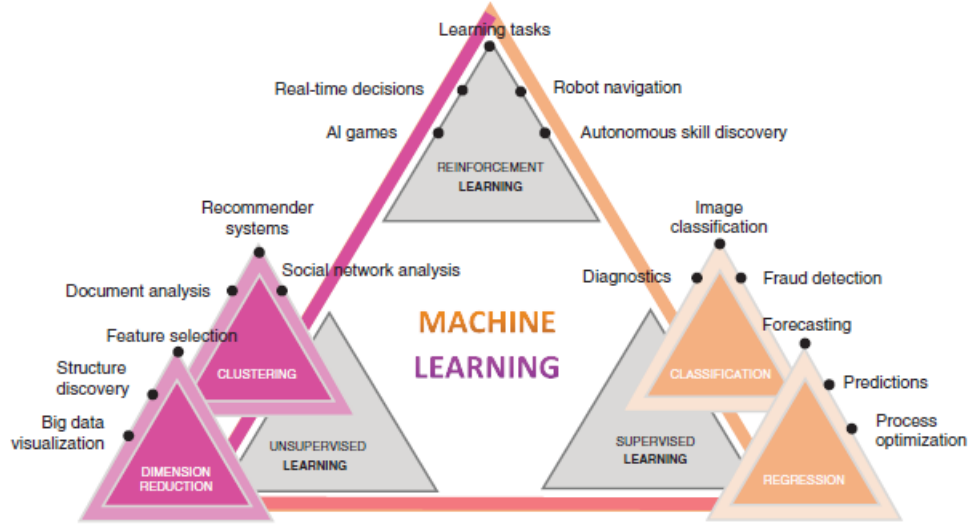 Learning tasks
Real-time decisions
Robot navigation
AI games
Autonomous skill discovery
REINFORCEMENT
LEARNING
Recommender
systems
Social network analysis
Document analysis
Feature selection
Structure
discovery
Big data
visualization
CLUSTERING
DIMENSION
REDUCTION
UNSUPERVISED
LEARNING
MACHINE
LEARNING
Image
classification
Diagnostics
Fraud detection
Forecasting
CLASSIFICATION
Predictions
Process
optimization
SUPERVISED
LEARNING
REGRESSION